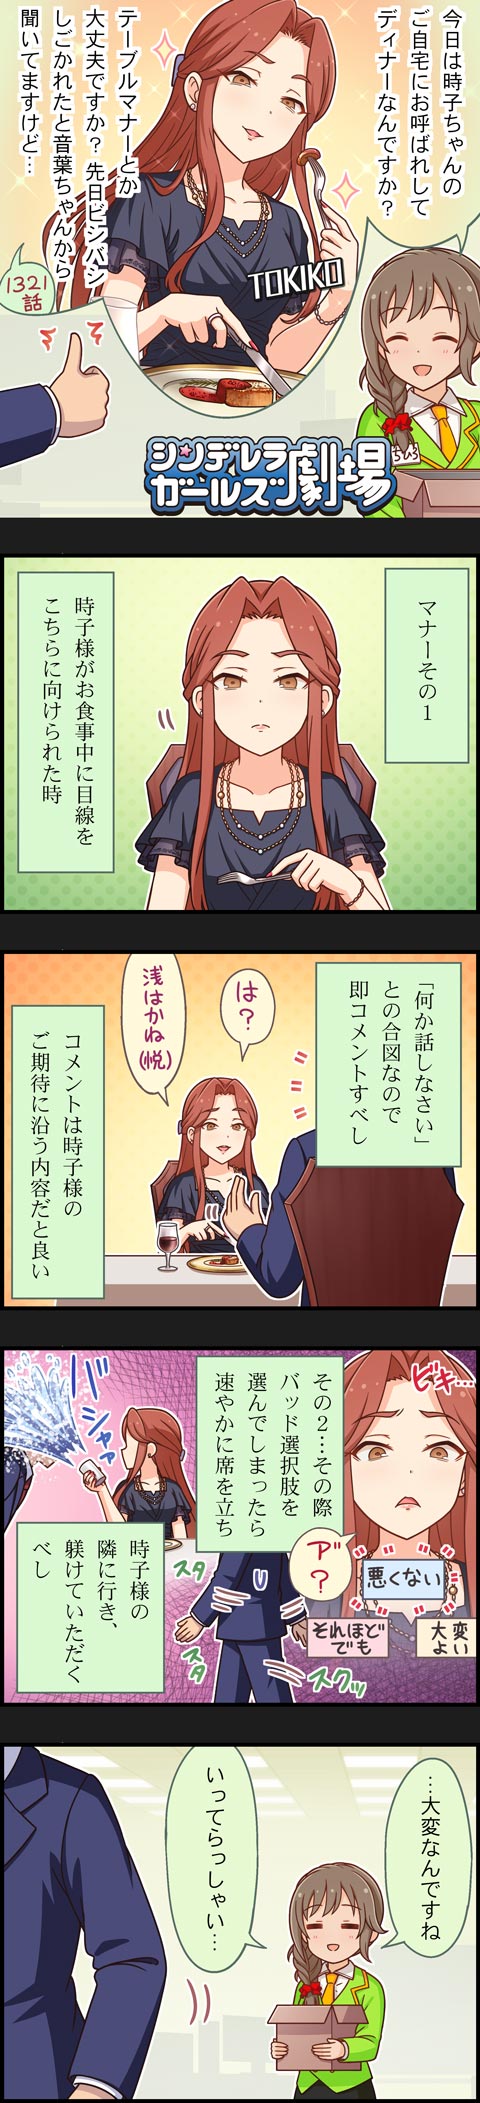 今日は時子ちゃんの
ご自宅にお呼ばれして
ディナーなんですか?
テーブルマナーとか
大丈夫ですか? 先日ビシバシ
しごかれたと音葉ちゃんから
聞いてますけど…
TOKIKO
1321
話
ちひろ
シンデレラ
ガールズ劇場
マナーその1
時子様がお食事中に目線を
こちらに向けられた時
「何か話しなさい」
との合図なので
即コメントすべし
は?
浅はかね(悦)
コメントは時子様の
ご期待に沿う内容だと良い
ビキ…
ア゛?
悪くない
大変
よい
それほど
でも
その2…その際
バッド選択肢を
選んでしまったら
速やかに席を立ち
スクッ
スタ
スタ
バシャァ
時子様の
隣に行き、
躾けていただく
べし
…大変なんですね
いってらっしゃい…